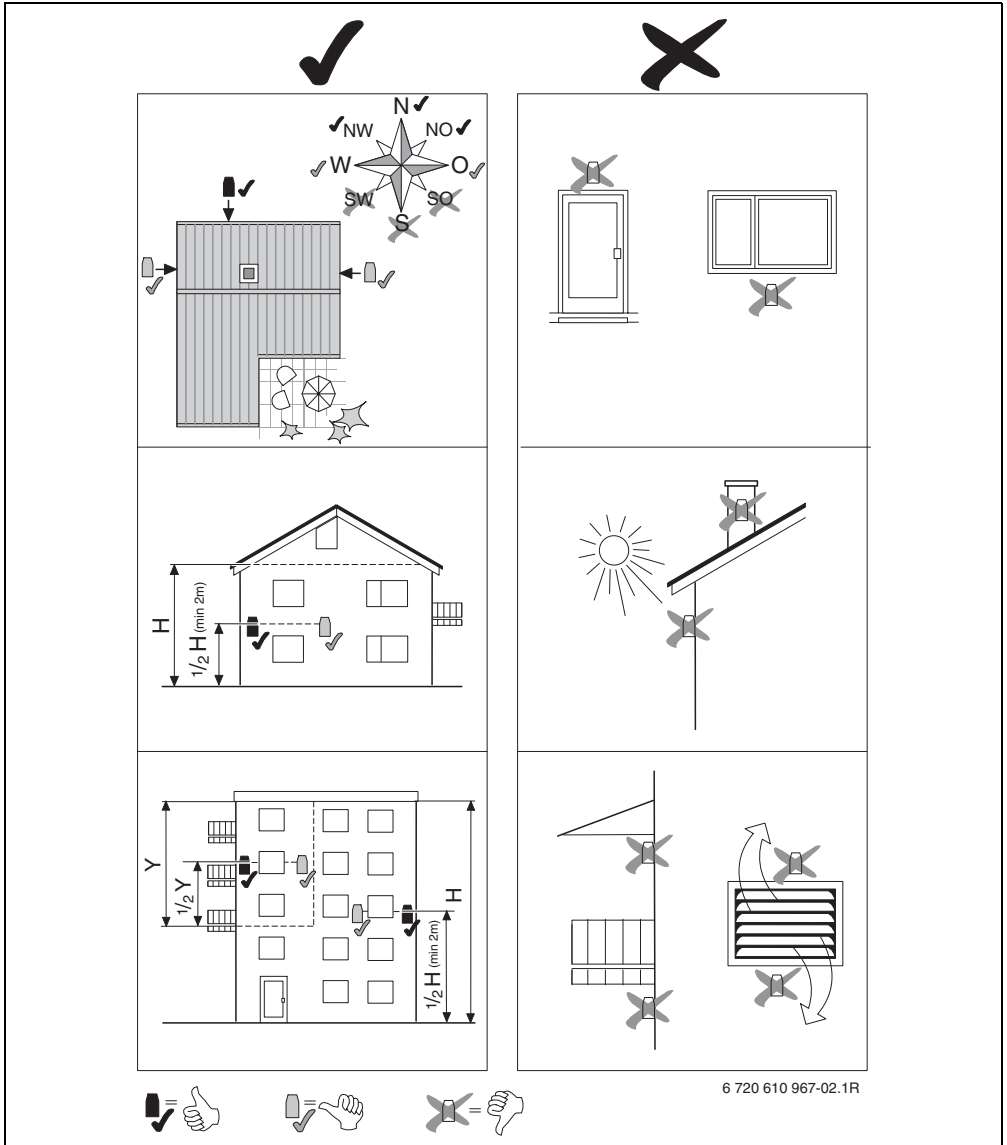 N
NW
NO
W
O
SW
SO
S
H
1/2 H (min 2m)
Y
1/2 Y
H
1/2 H (min 2m)
=
=
=
6 720 610 967-02.1R